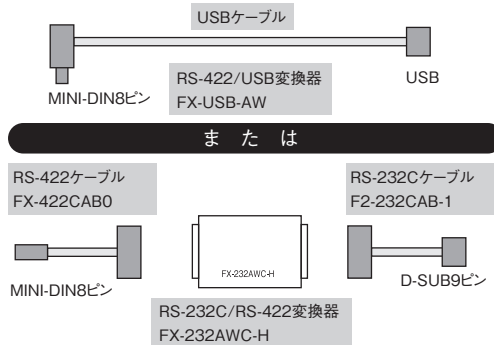 USBケーブル
RS-422/USB変換器
FX-USB-AW
MINI-DIN8ピン
USB
または
RS-422ケーブル
FX-422CAB0
RS-232Cケーブル
F2-232CAB-1
FX-232AWC-H
MINI-DIN8ピン
D-SUB9ピン
RS-232C/RS-422変換器
FX-232AWC-H